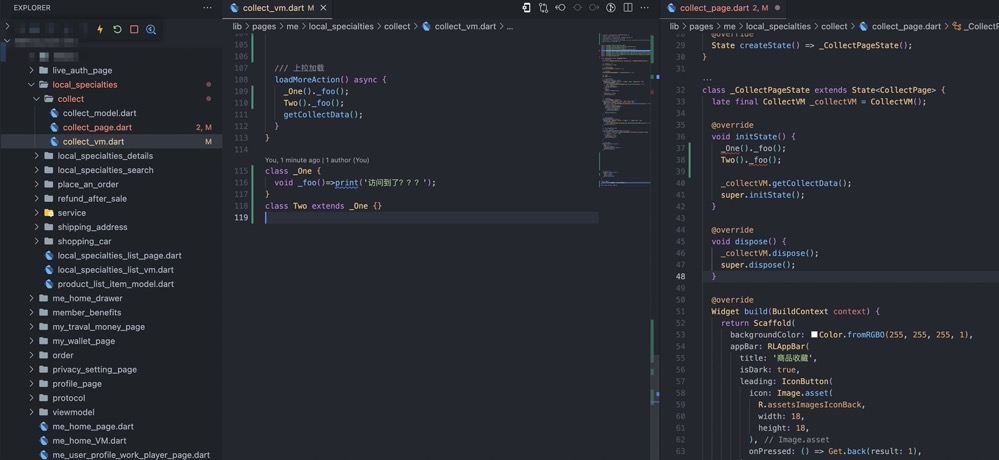 EXPLORER
live_auth_page
local_specialties
collect
collect_model.dart
collect_page.dart 2, M
collect_vm.dart M
local_specialties_details
local_specialties_search
place_an_order
refund_after_sale
service
shipping_address
shopping_car
local_specialties_list_page.dart
local_specialties_list_vm.dart
product_list_item_model.dart
me_home_drawer
member_benefits
my_traval_money_page
my_wallet_page
order
privacy_setting_page
profile_page
protocol
viewmodel
me_home_page.dart
me_home_VM.dart
me_user_profile_work_player_page.dart
collect_vm.dart M
lib > pages > me > local_specialties > collect > collect_vm.dart > ...
105
106
107 /// 上拉加载
108 loadMoreAction() async {
109 _One()._foo();
110 Two()._foo();
111 getCollectData();
112 }
113 }
114
You, 1 minute ago | 1 author (You)
115 class _One {
116 void _foo()=>print('访问到了？？？');
117 }
118 class Two extends _One {}
119
collect_page.dart 2, M
lib > pages > me > local_specialties > collect > collect_page.dart > _CollectP
28 @override
29 State createState() => _CollectPageState();
30 }
31
...
32 class _CollectPageState extends State<CollectPage> {
33 late final CollectVM _collectVM = CollectVM();
34
35 @override
36 void initState() {
37 _One()._foo();
38 Two()._foo();
39
40 _collectVM.getCollectData();
41 super.initState();
42 }
43
44 @override
45 void dispose() {
46 _collectVM.dispose();
47 super.dispose();
48 }
49
50 @override
51 Widget build(BuildContext context) {
52 return Scaffold(
53 backgroundColor: Color.fromRGBO(255, 255, 255, 1),
54 appBar: RLAppBar(
55 title: '商品收藏',
56 isDark: true,
57 leading: IconButton(
58 icon: Image.asset(
59 R.assetsImagesIconBack,
60 width: 18,
61 height: 18,
62 ), // Image.asset
63 onPressed: () => Get.back(result: 1),